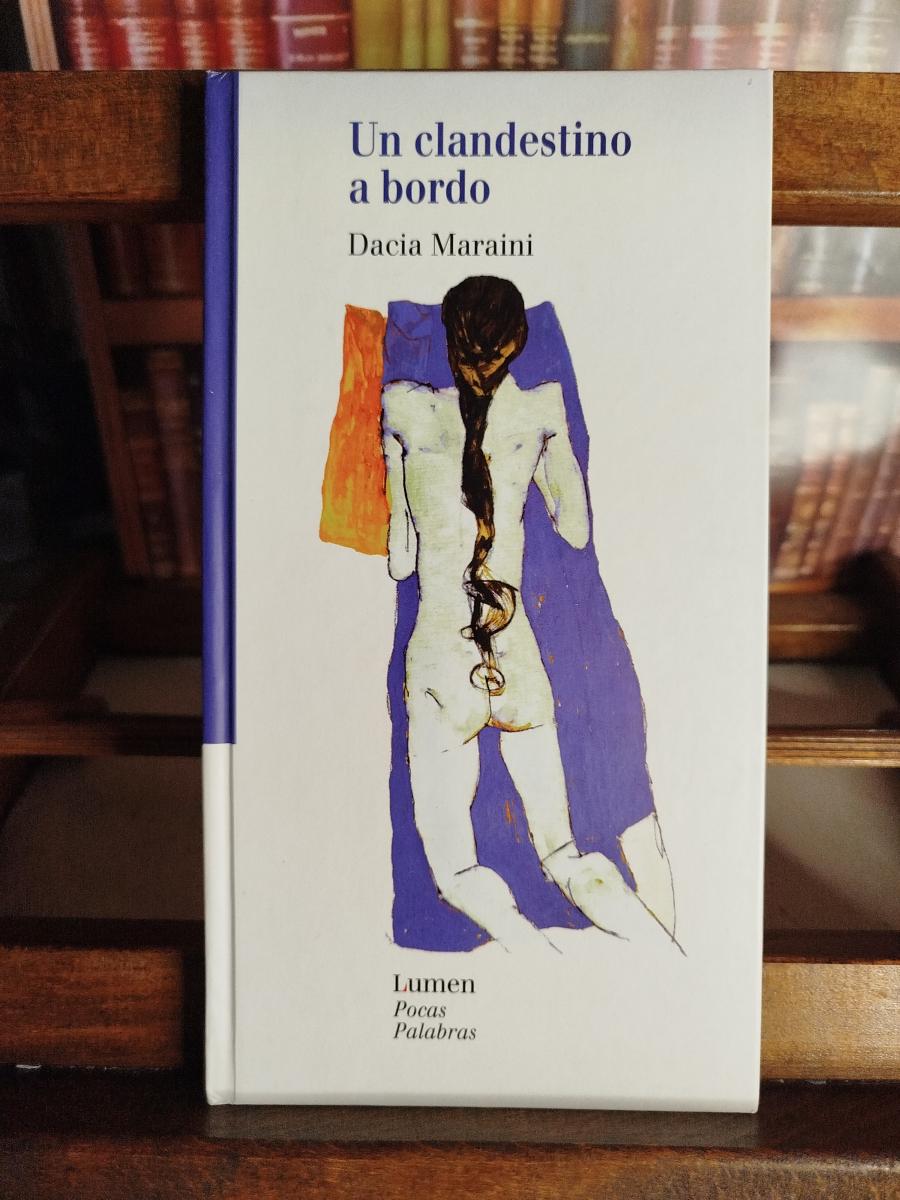 Un clandestino
a bordo
Dacia Maraini
Lumen
Pocas
Palabras